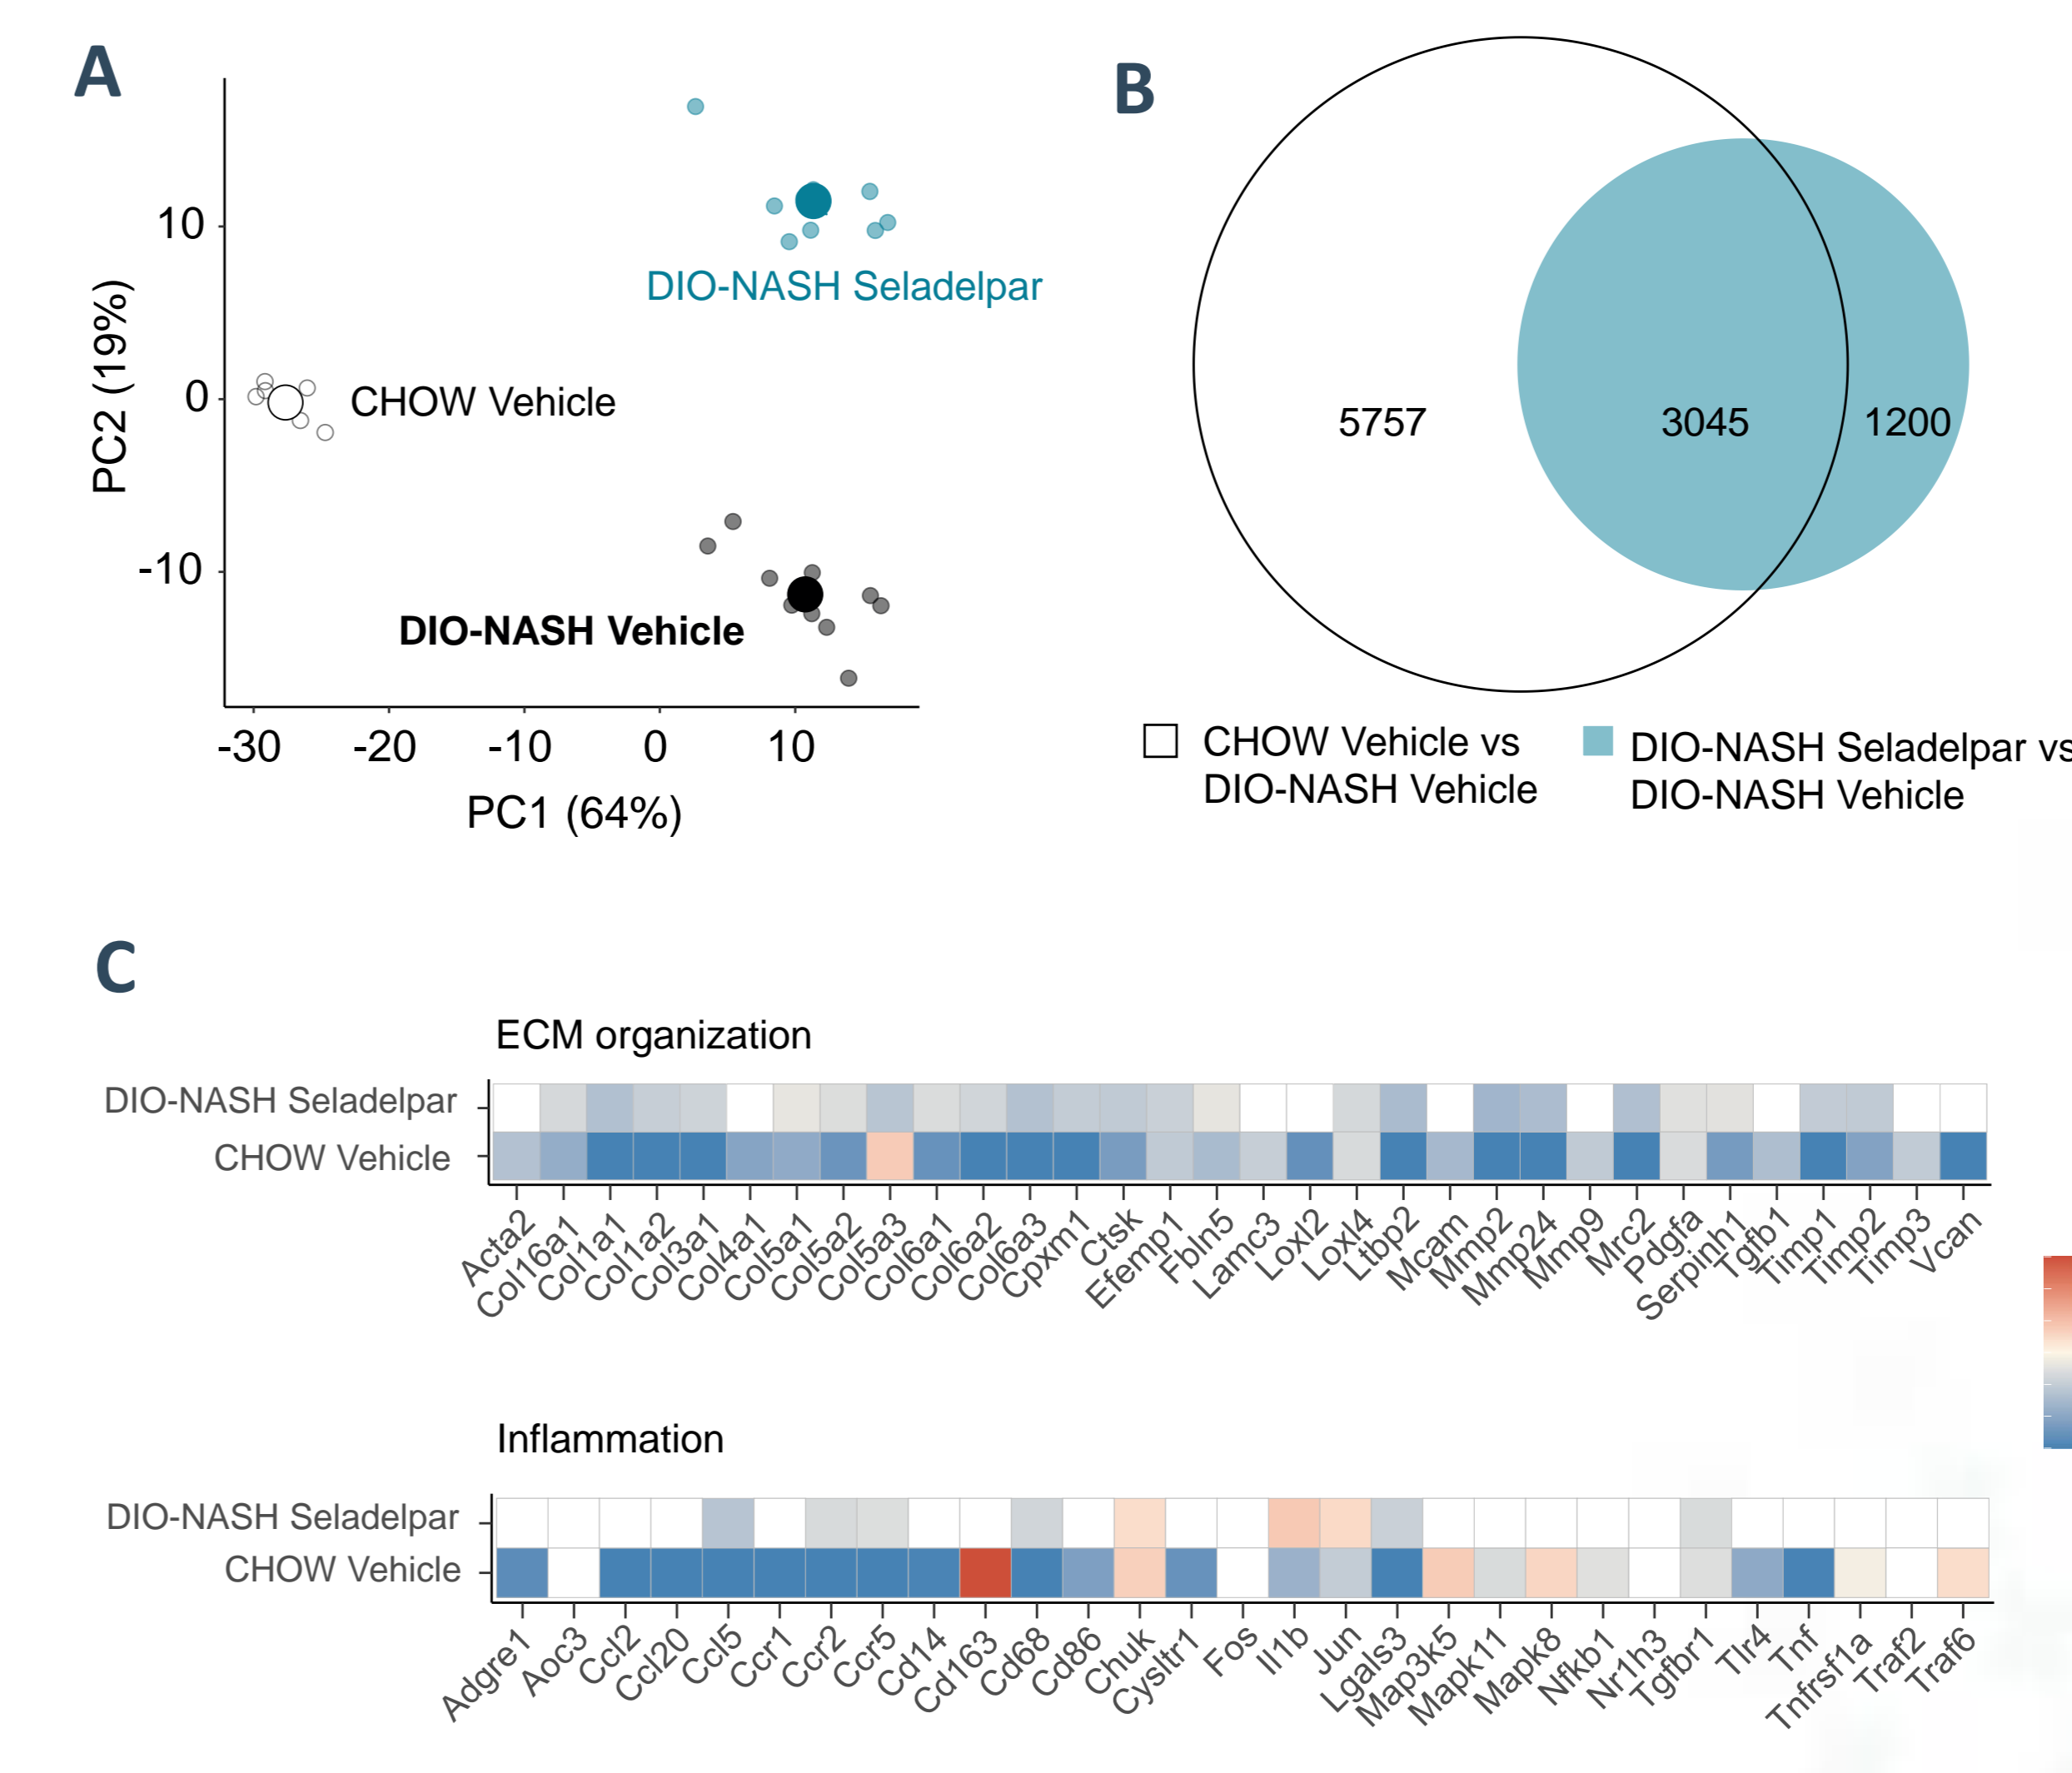 A
10
0
-10
PC2 (19%)
-30 -20 -10 0 10
PC1 (64%)
DIO-NASH Seladelpar
CHOW Vehicle
DIO-NASH Vehicle
B
5757 3045 1200
CHOW Vehicle vs
DIO-NASH Vehicle
DIO-NASH Seladelpar vs
DIO-NASH Vehicle
C
ECM organization
DIO-NASH Seladelpar
CHOW Vehicle
Acta2 Col16a1 Col1a1 Col1a2 Col3a1 Col4a1 Col5a1 Col5a2 Col5a3 Col6a1 Col6a2 Col6a3 Cpxm1 Ctsk Efemp1 Fbln5 Lamc3 Loxl2 Loxl4 Ltbp2 Mcam Mmp2 Mmp24 Mmp9 Mrc2 Pdgfa Serpinh1 Tgfb1 Timp1 Timp2 Timp3 Vcan
Inflammation
DIO-NASH Seladelpar
CHOW Vehicle
Adgre1 Aoc3 Ccl2 Ccl20 Ccl5 Ccr1 Ccr2 Ccr5 Cd14 Cd163 Cd68 Cd86 Chuk Cysltr1 Fos Il1b Jun Lgals3 Map3k5 Mapk11 Mapk8 Nfkb1 Nr1h3 Tgfbr1 Tlr4 Tnf Tnfrsf1a Traf2 Traf6